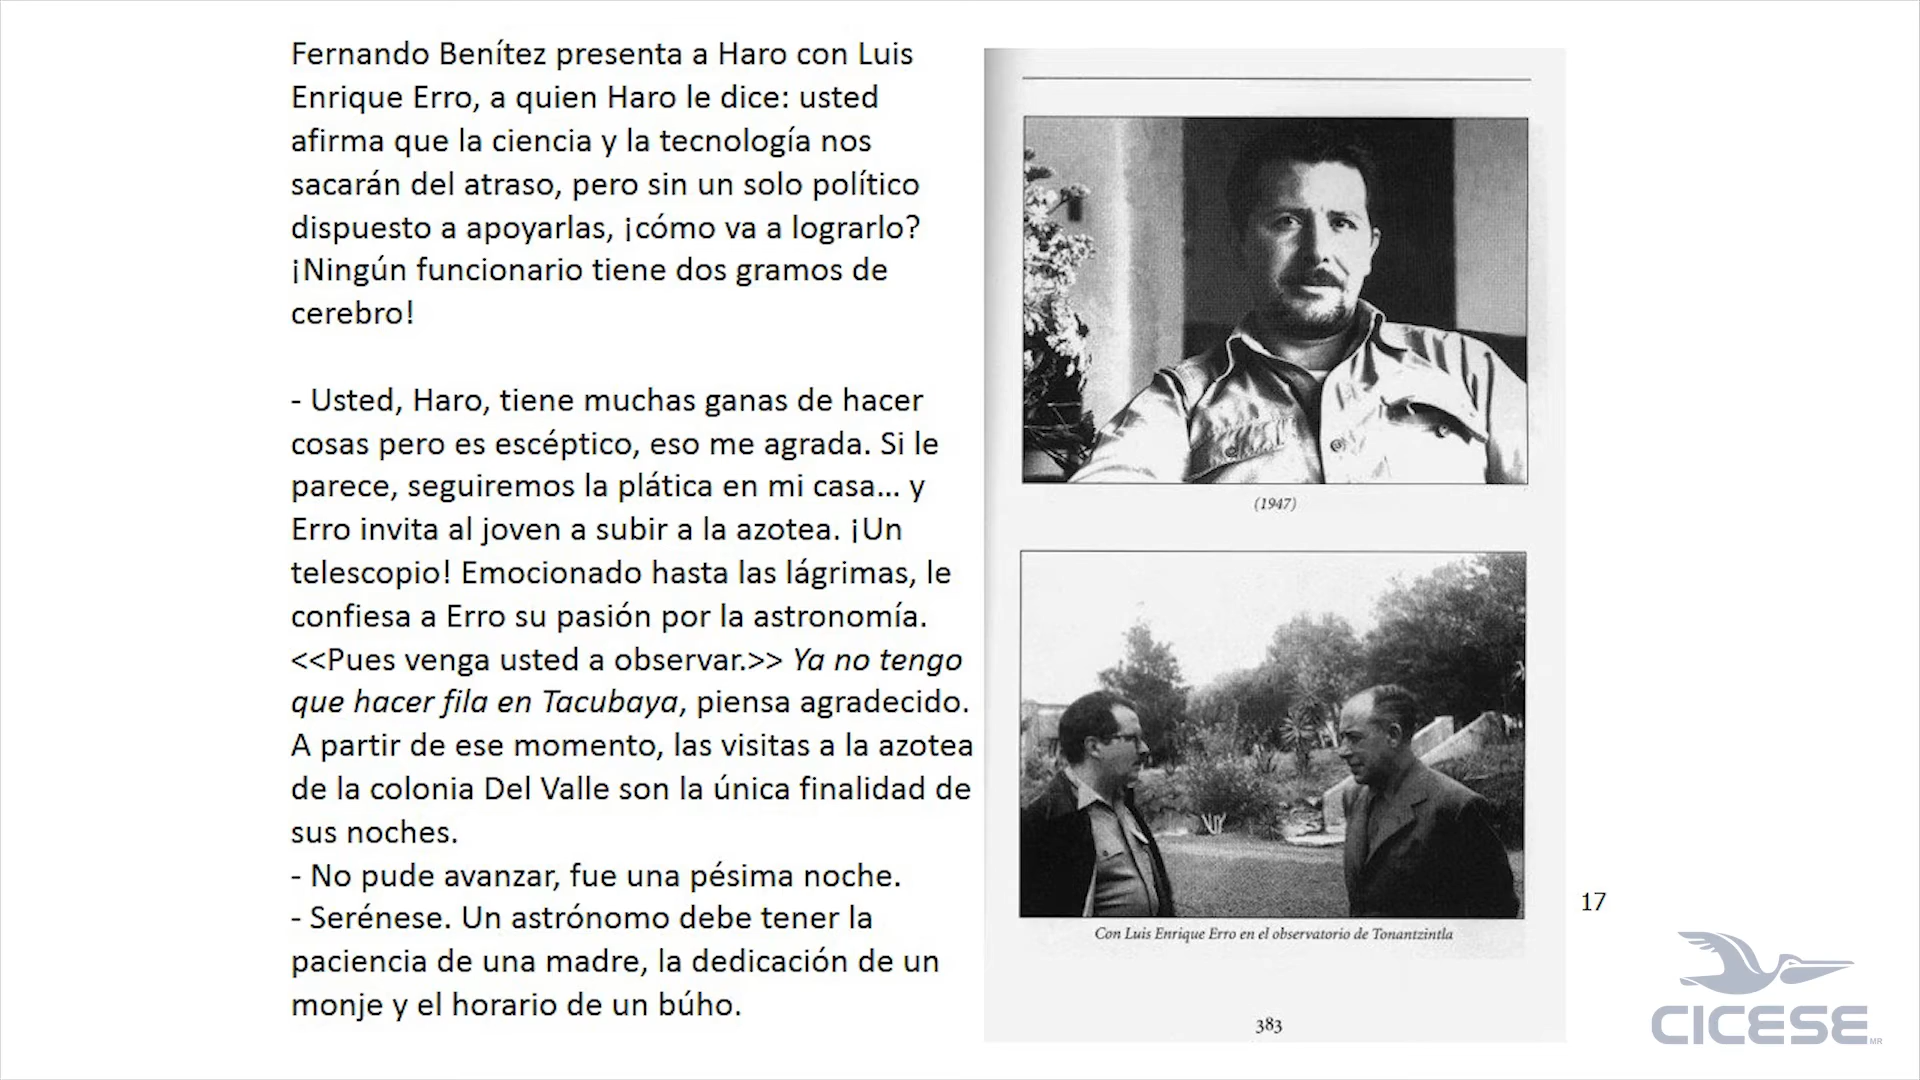 Fernando Benítez presenta a Haro con Luis
Enrique Erro, a quien Haro le dice: usted
afirma que la ciencia y la tecnología nos
sacarán del atraso, pero sin un solo político
dispuesto a apoyarlas, ¡cómo va a lograrlo?
¡Ningún funcionario tiene dos gramos de
cerebro!
- Usted, Haro, tiene muchas ganas de hacer
cosas pero es escéptico, eso me agrada. Si le
parece, seguiremos la plática en mi casa... y
Erro invita al joven a subir a la azotea. ¡Un
telescopio! Emocionado hasta las lágrimas, le
confiesa a Erro su pasión por la astronomía.
<<Pues venga usted a observar.>> Ya no tengo
que hacer fila en Tacubaya, piensa agradecido.
A partir de ese momento, las visitas a la azotea
de la colonia Del Valle son la única finalidad de
sus noches.
- No pude avanzar, fue una pésima noche.
- Serénese. Un astrónomo debe tener la
paciencia de una madre, la dedicación de un
monje y el horario de un búho.
(1947)
Con Luis Enrique Erro en el observatorio de Tonantzintla
383
17
CICESE
MR